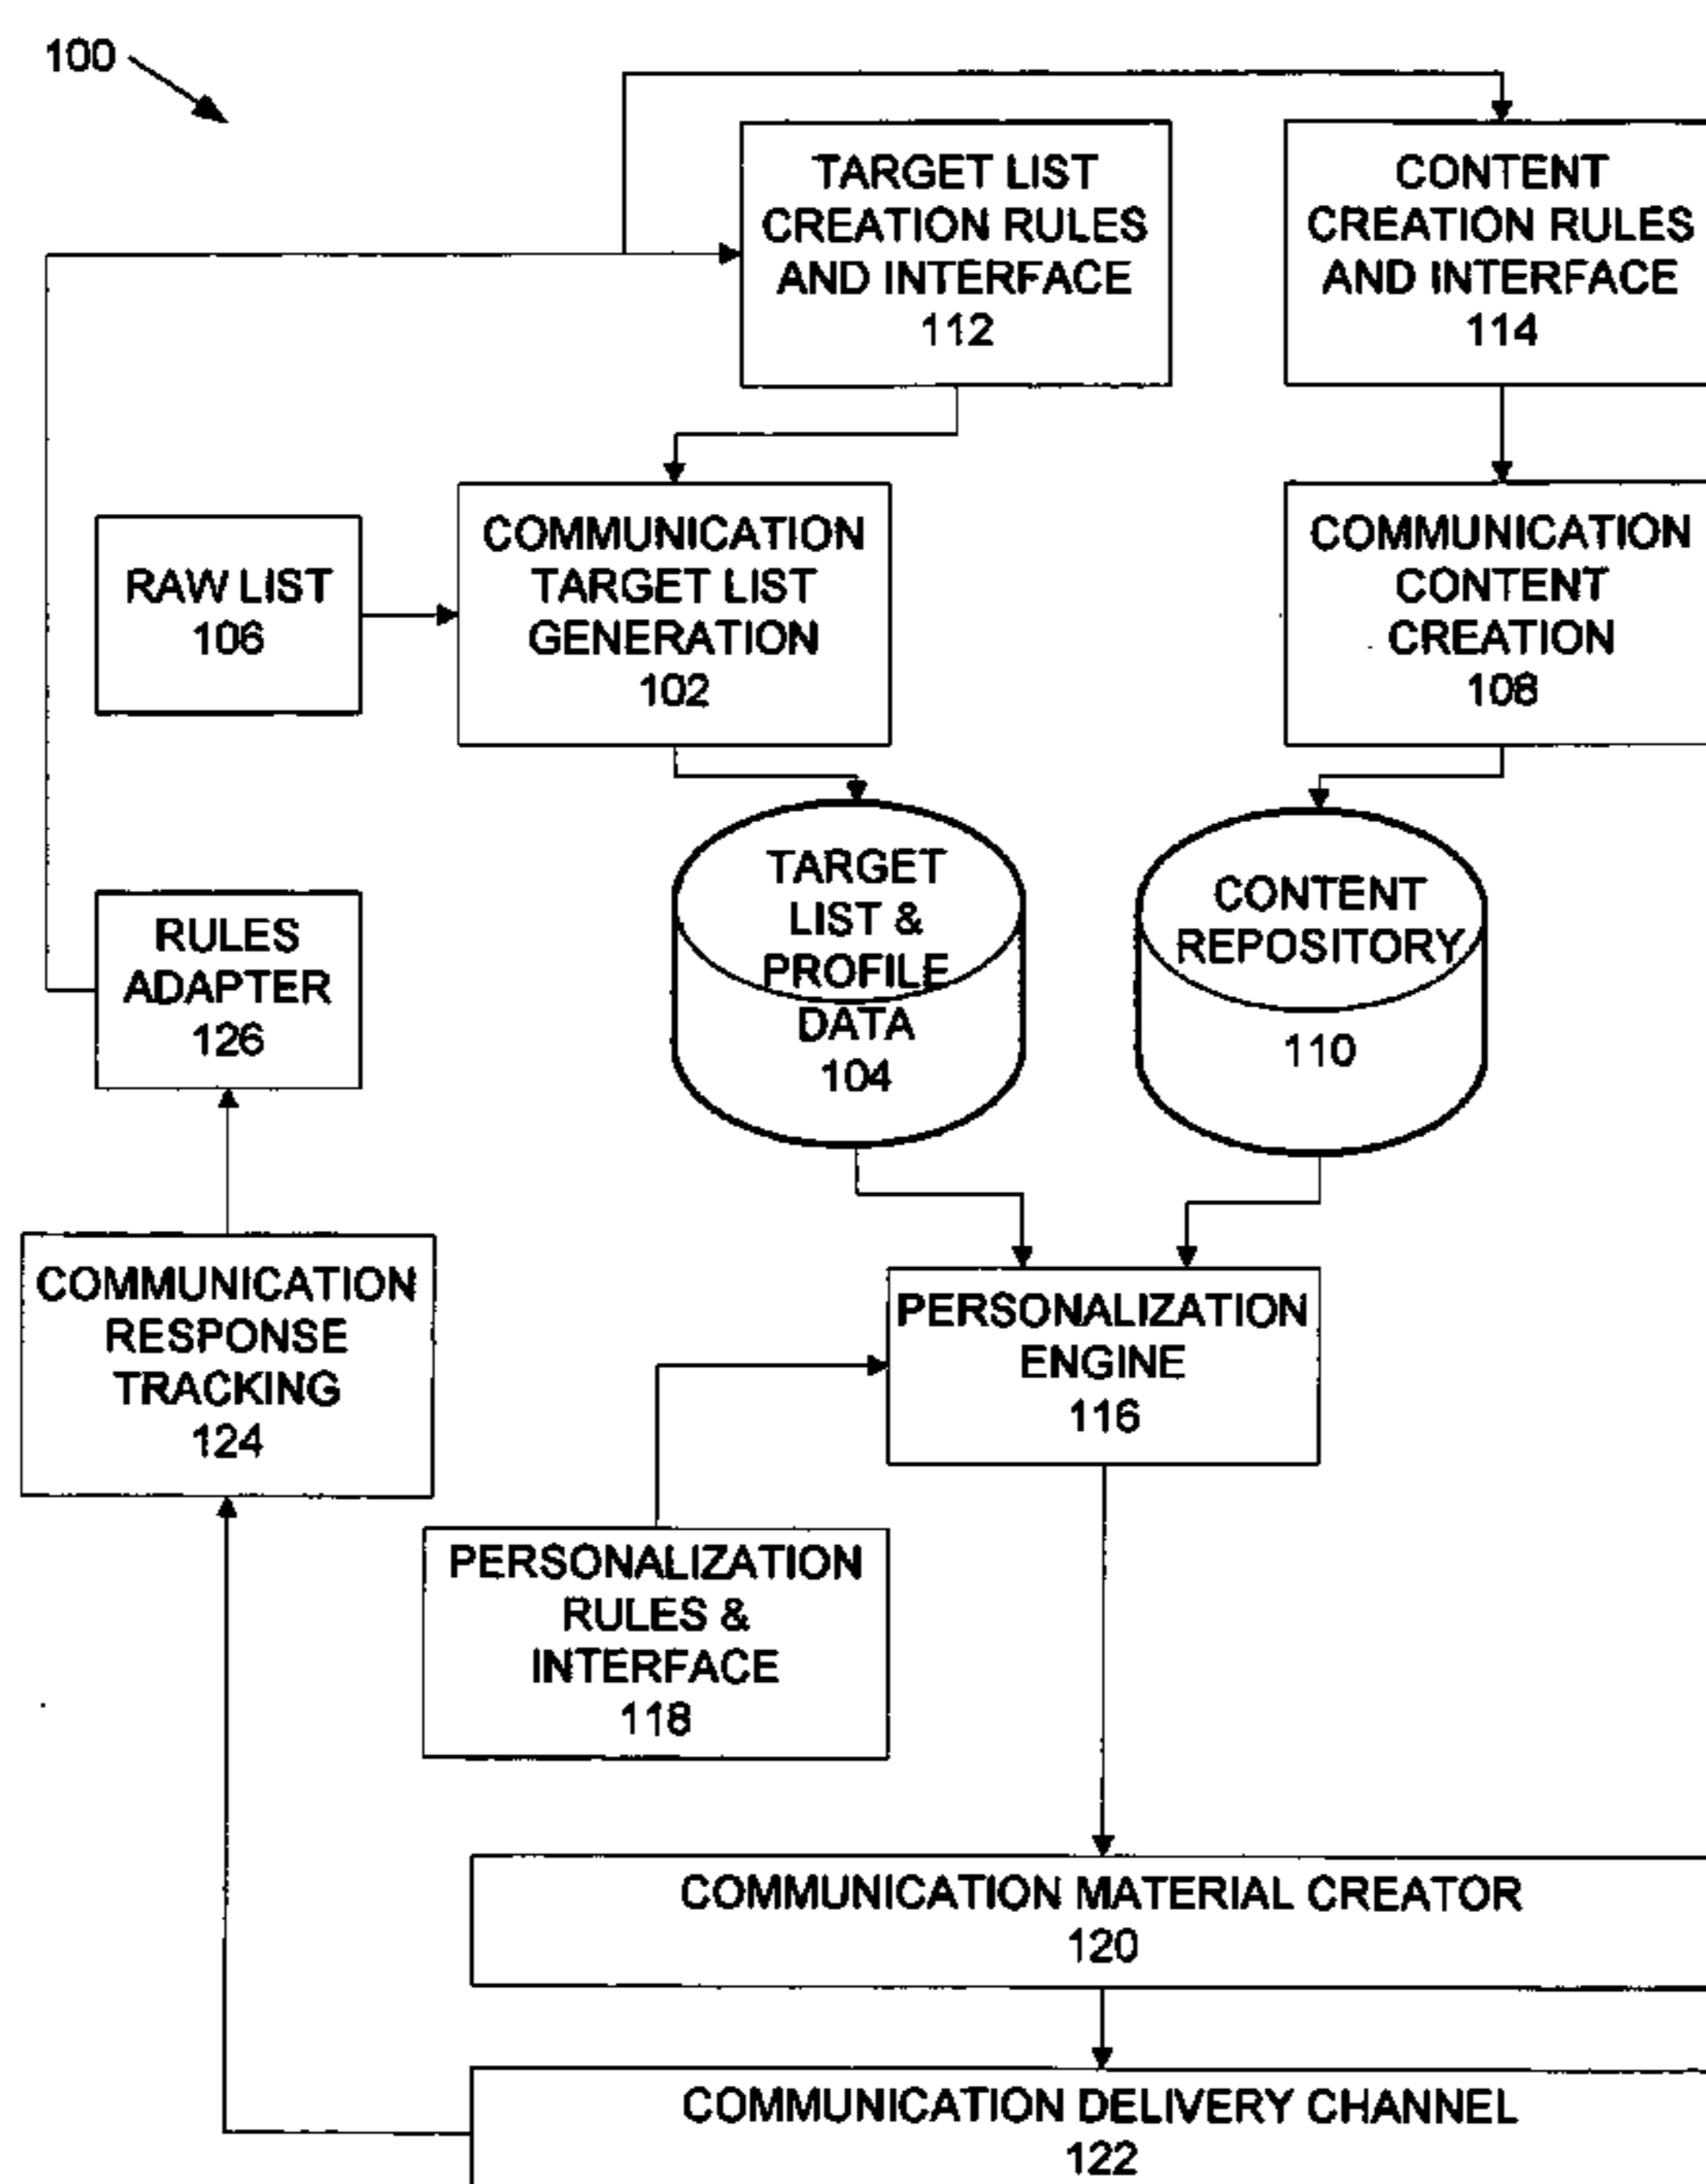 100
TARGET LIST
CREATION RULES
AND INTERFACE
112
CONTENT
CREATION RULES
AND INTERFACE
114
RAW LIST
106
COMMUNICATION
TARGET LIST
GENERATION
102
COMMUNICATION
CONTENT
CREATION
108
TARGET
LIST &
PROFILE
DATA
104
CONTENT
REPOSITORY
110
RULES
ADAPTER
126
COMMUNICATION
RESPONSE
TRACKING
124
PERSONALIZATION
ENGINE
116
PERSONALIZATION
RULES &
INTERFACE
118
COMMUNICATION MATERIAL CREATOR
120
COMMUNICATION DELIVERY CHANNEL
122